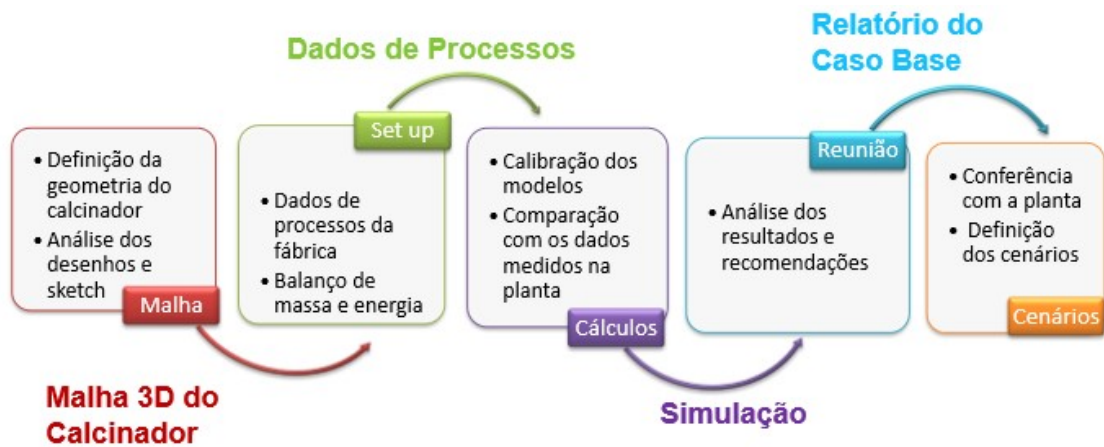 Dados de Processos
Relatório do
Caso Base
Set up
Reunião
• Definição da
geometria do
calcinador
• Análise dos
desenhos e
sketch
Malha
• Dados de
processos da
fábrica
• Balanço de
massa e energia
• Calibração dos
modelos
• Comparação
com os dados
medidos na
planta
Cálculos
• Análise dos
resultados e
recomendações
• Conferência
com a planta
• Definição
dos cenários
Cenários
Malha 3D do
Calcinador
Simulação